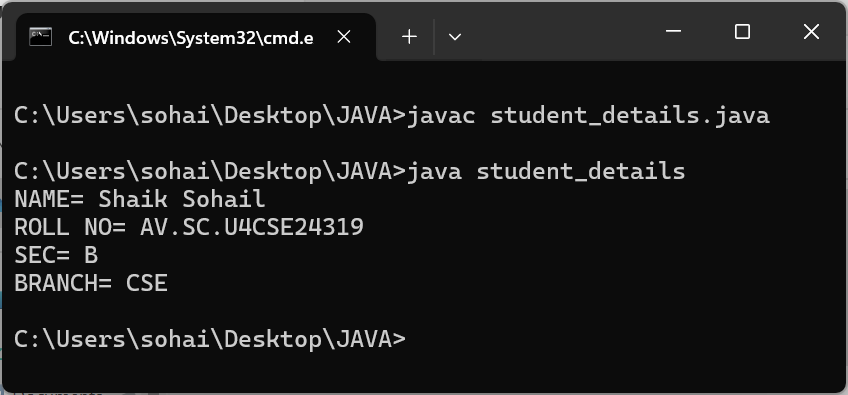 C:\Windows\System32\cmd.e
C:\Users\sohai\Desktop\JAVA>javac student_details.java
C:\Users\sohai\Desktop\JAVA>java student_details
NAME= Shaik Sohail
ROLL NO= AV.SC.U4CSE24319
SEC= B
BRANCH= CSE
C:\Users\sohai\Desktop\JAVA>